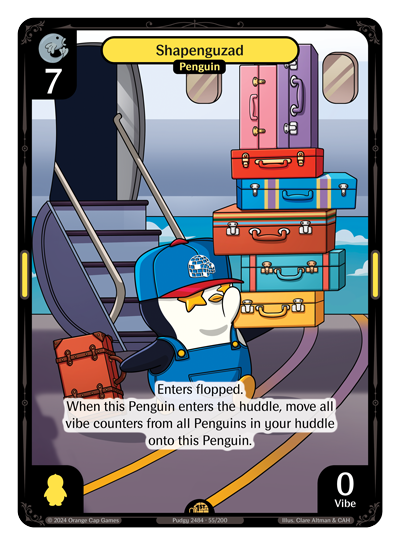 Shapenguzad
Penguin
7
Enters flopped.
When this Penguin enters the huddle, move all
vibe counters from all Penguins in your huddle
onto this Penguin.
0
Vibe
© 2024 Orange Cap Games
Pudgy 2484 · 55/200
Illus. Clare Altman & CAH